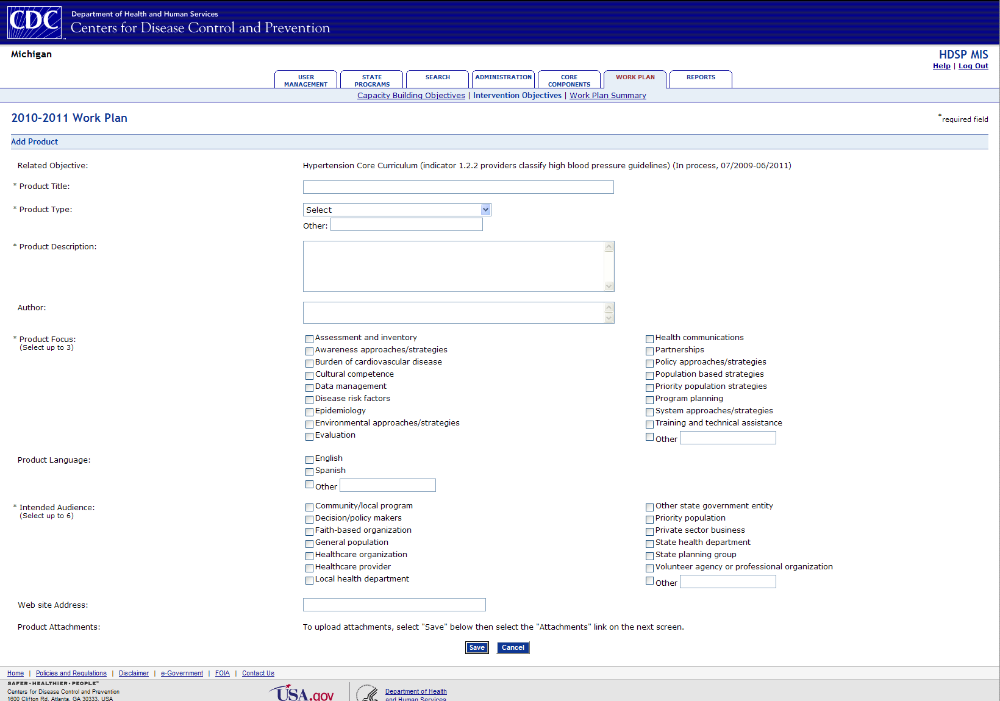 CDC
Department of Health and Human Services
Centers for Disease Control and Prevention
™
Michigan
HDSP MIS
Help | Log Out
USER MANAGEMENT
STATE PROGRAMS
SEARCH
ADMINISTRATION
CORE COMPONENTS
WORK PLAN
REPORTS
Capacity Building Objectives | Intervention Objectives | Work Plan Summary
2010-2011 Work Plan
*required field
Add Product
Related Objective:
Hypertension Core Curriculum (indicator 1.2.2 providers classify high blood pressure guidelines) (In process, 07/2009-06/2011)
* Product Title:
* Product Type:
Select
Other:
* Product Description:
Author:
* Product Focus:
(Select up to 3)
Assessment and inventory
Awareness approaches/strategies
Burden of cardiovascular disease
Cultural competence
Data management
Disease risk factors
Epidemiology
Environmental approaches/strategies
Evaluation
Health communications
Partnerships
Policy approaches/strategies
Population based strategies
Priority population strategies
Program planning
System approaches/strategies
Training and technical assistance
Other
Product Language:
English
Spanish
Other
* Intended Audience:
(Select up to 6)
Community/local program
Decision/policy makers
Faith-based organization
General population
Healthcare organization
Healthcare provider
Local health department
Other state government entity
Priority population
Private sector business
State health department
State planning group
Volunteer agency or professional organization
Other
Web site Address:
Product Attachments:
To upload attachments, select "Save" below then select the "Attachments" link on the next screen.
Save
Cancel
Home | Policies and Regulations | Disclaimer | e-Government | FOIA | Contact Us
SAFER·HEALTHIER·PEOPLE™
Centers for Disease Control and Prevention
1600 Clifton Rd. Atlanta, GA 30333, USA
USA.gov
Department of Health
and Human Services